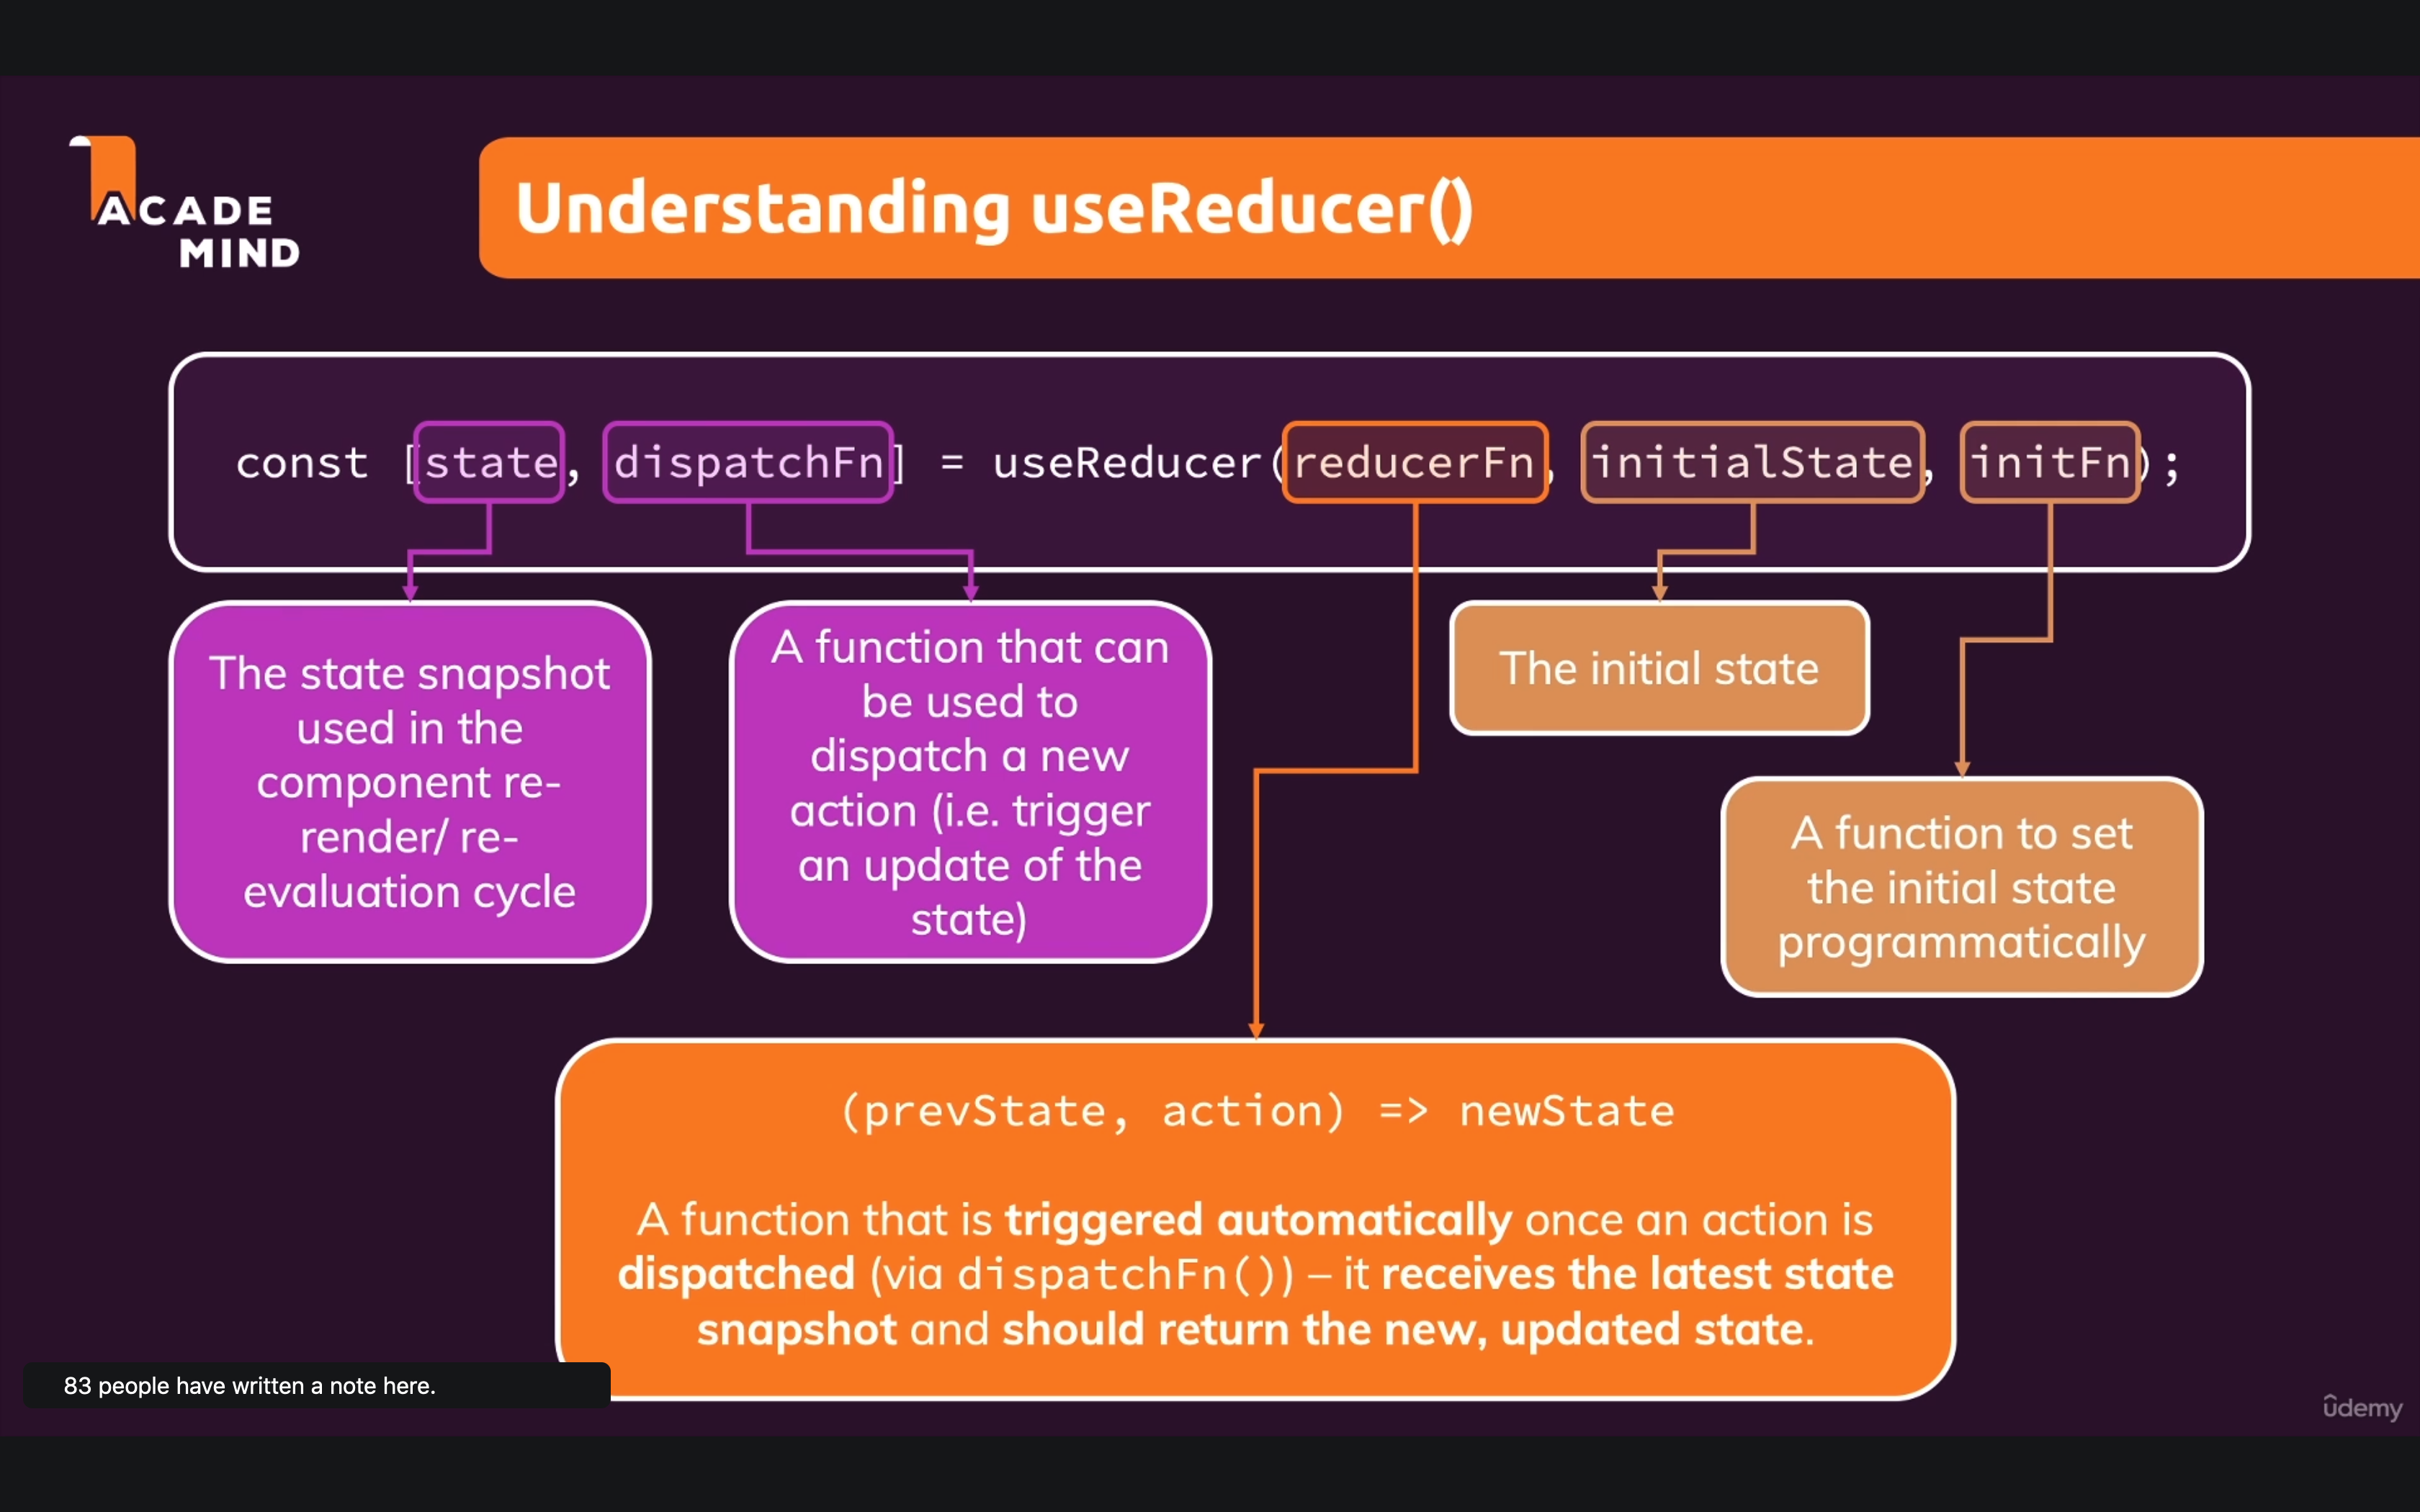 ACADE
MIND
Understanding useReducer()
const [state, dispatchFn] = useReducer(reducerFn, initialState, initFn);
The state snapshot
used in the
component re-
render/ re-
evaluation cycle
A function that can
be used to
dispatch a new
action (i.e. trigger
an update of the
state)
The initial state
A function to set
the initial state
programmatically
(prevState, action) => newState
A function that is triggered automatically once an action is
dispatched (via dispatchFn()) – it receives the latest state
snapshot and should return the new, updated state.
83 people have written a note here.
ûdemy